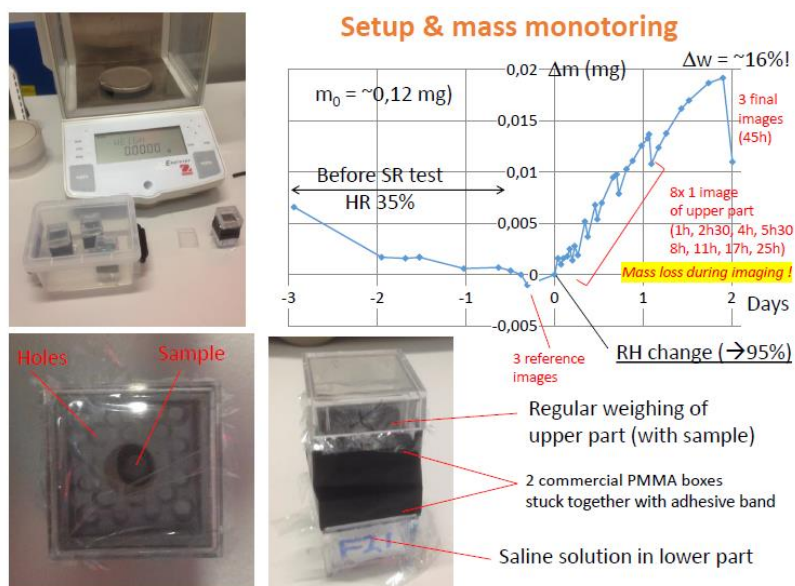 Setup & mass monotoring
WEIGH
0.0000
Holes
Sample
m₀ = ~0,12 mg)
Δm (mg)
Δw = ~16%!
0,02
0,015
0,01
0,005
0
-0,005
-3
-2
-1
0
1
2
Days
Before SR test
HR 35%
3 final
images
(45h)
8x 1 image
of upper part
(1h, 2h30, 4h, 5h30
8h, 11h, 17h, 25h)
Mass loss during imaging !
3 reference
images
RH change (→95%)
Regular weighing of
upper part (with sample)
2 commercial PMMA boxes
stuck together with adhesive band
Saline solution in lower part